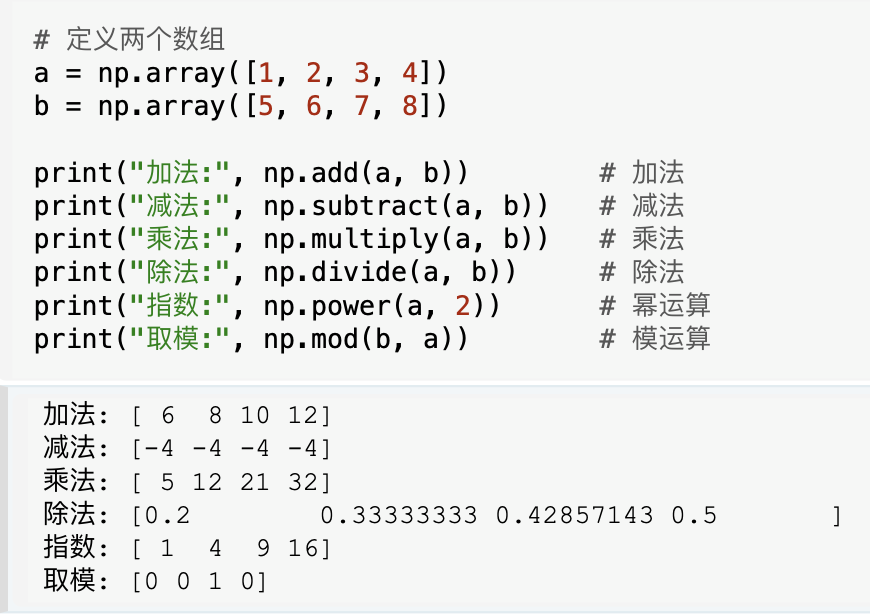 # 定义两个数组
a = np.array([1, 2, 3, 4])
b = np.array([5, 6, 7, 8])
print("加法:", np.add(a, b))        # 加法
print("减法:", np.subtract(a, b))   # 减法
print("乘法:", np.multiply(a, b))   # 乘法
print("除法:", np.divide(a, b))     # 除法
print("指数:", np.power(a, 2))      # 幂运算
print("取模:", np.mod(b, a))        # 模运算
加法: [ 6  8 10 12]
减法: [-4 -4 -4 -4]
乘法: [ 5 12 21 32]
除法: [0.2        0.33333333 0.42857143 0.5       ]
指数: [ 1  4  9 16]
取模: [0 0 1 0]